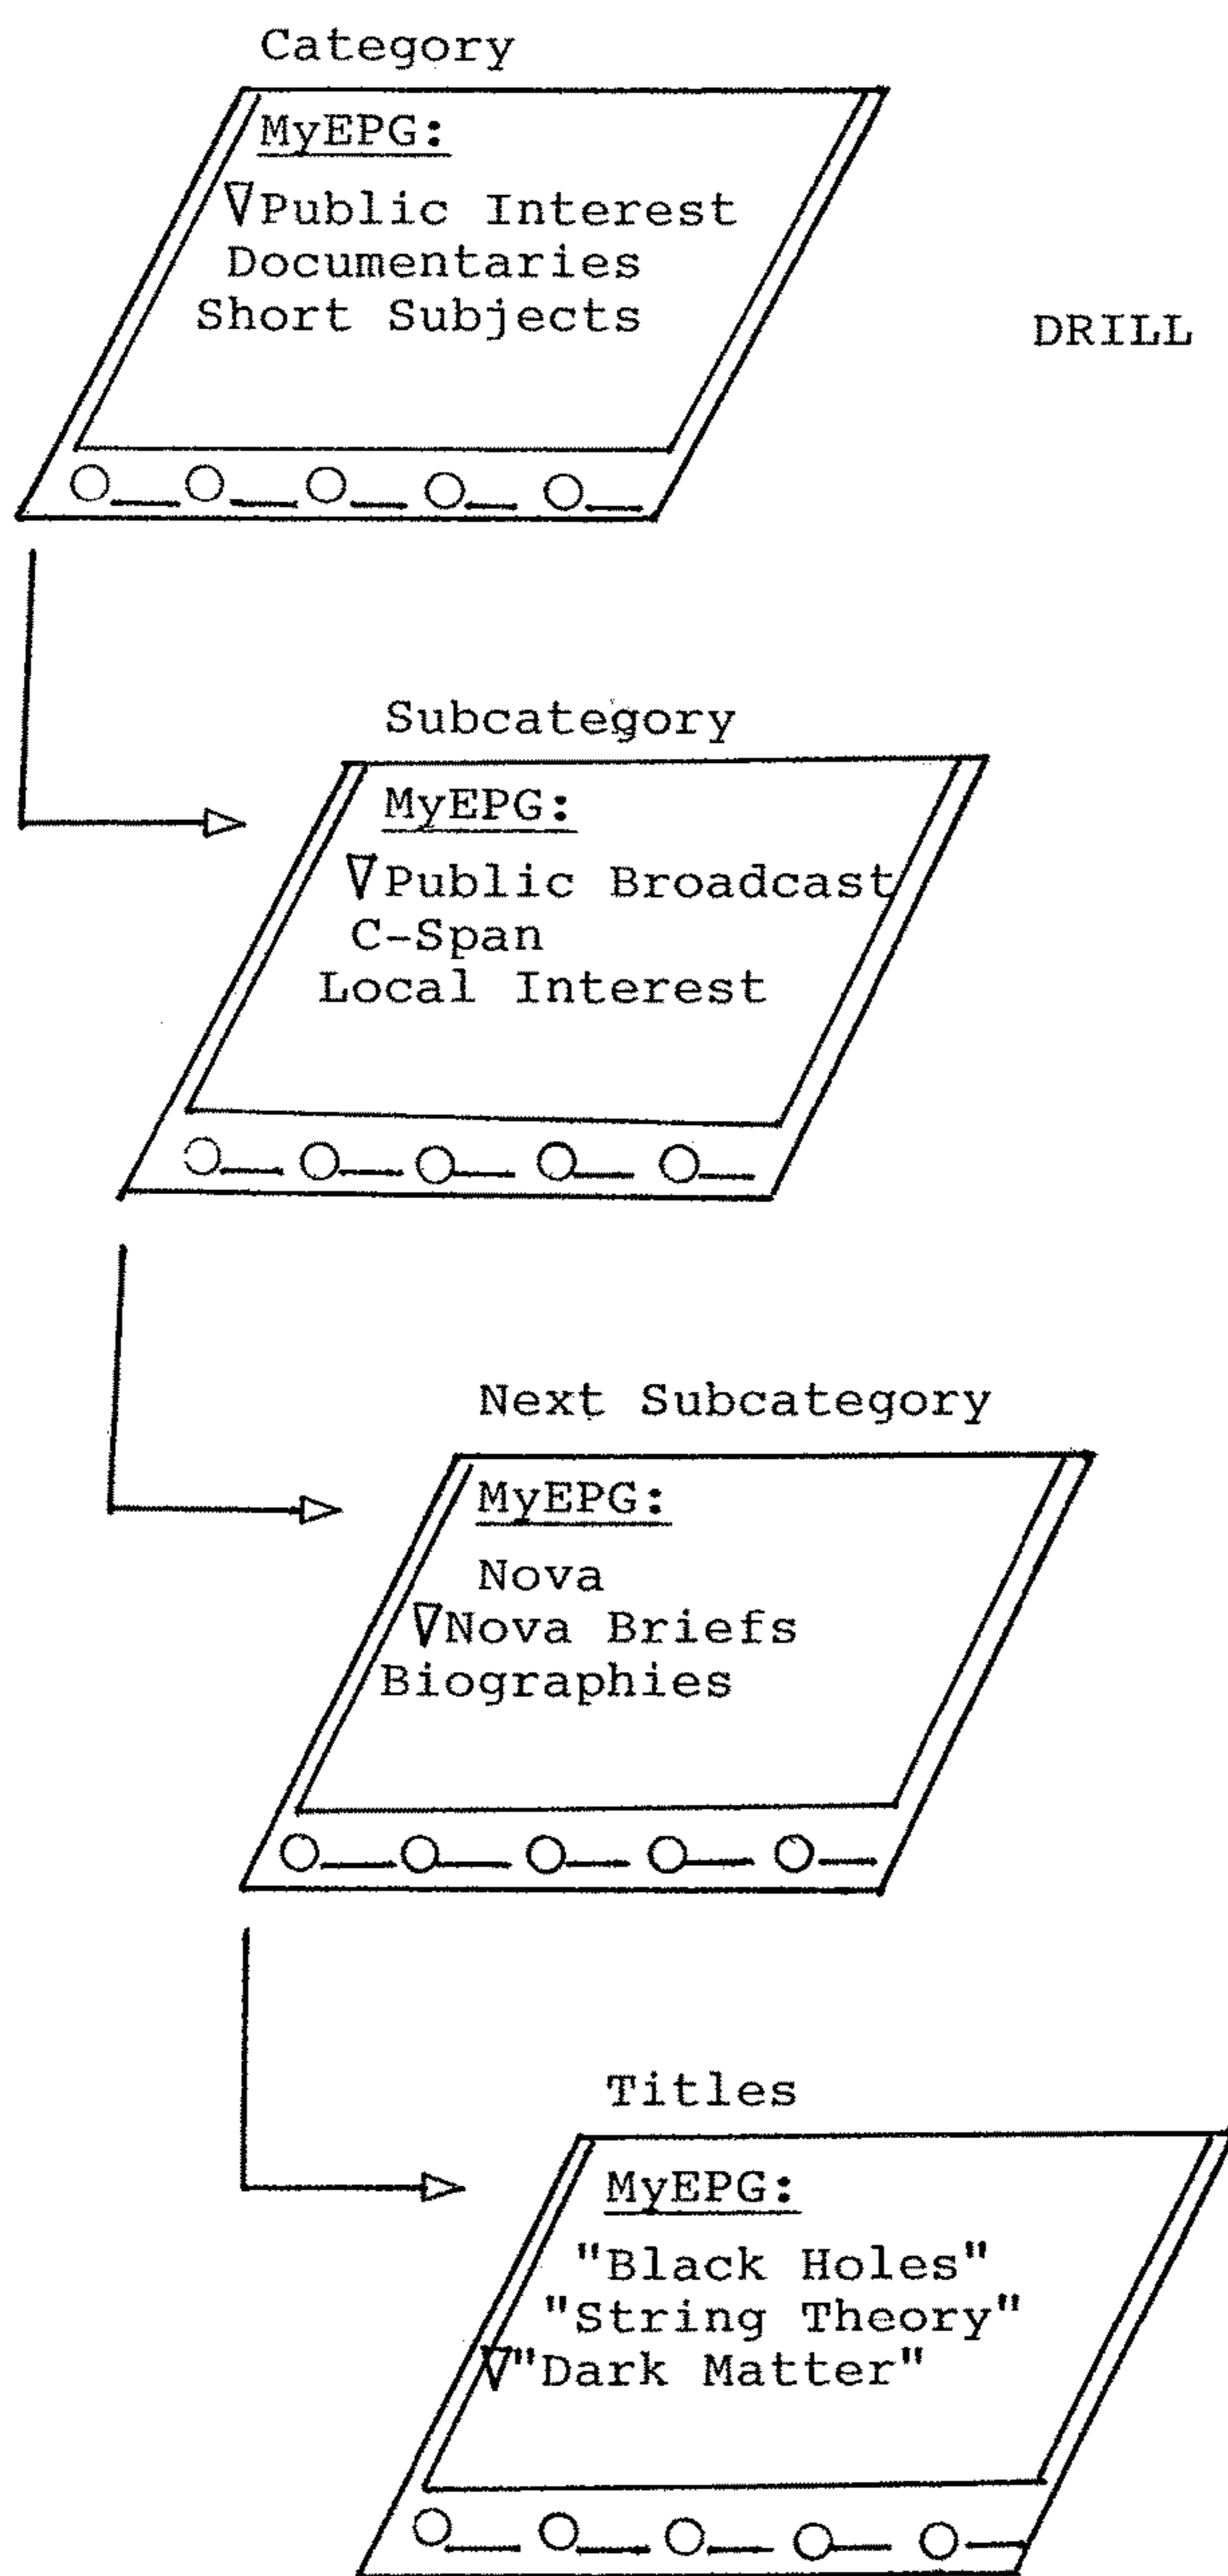 Category
MyEPG:
∇Public Interest
Documentaries
Short Subjects
DRILL
Subcategory
MyEPG:
∇Public Broadcast
C-Span
Local Interest
Next Subcategory
MyEPG:
Nova
∇Nova Briefs
Biographies
Titles
MyEPG:
"Black Holes"
"String Theory"
∇"Dark Matter"